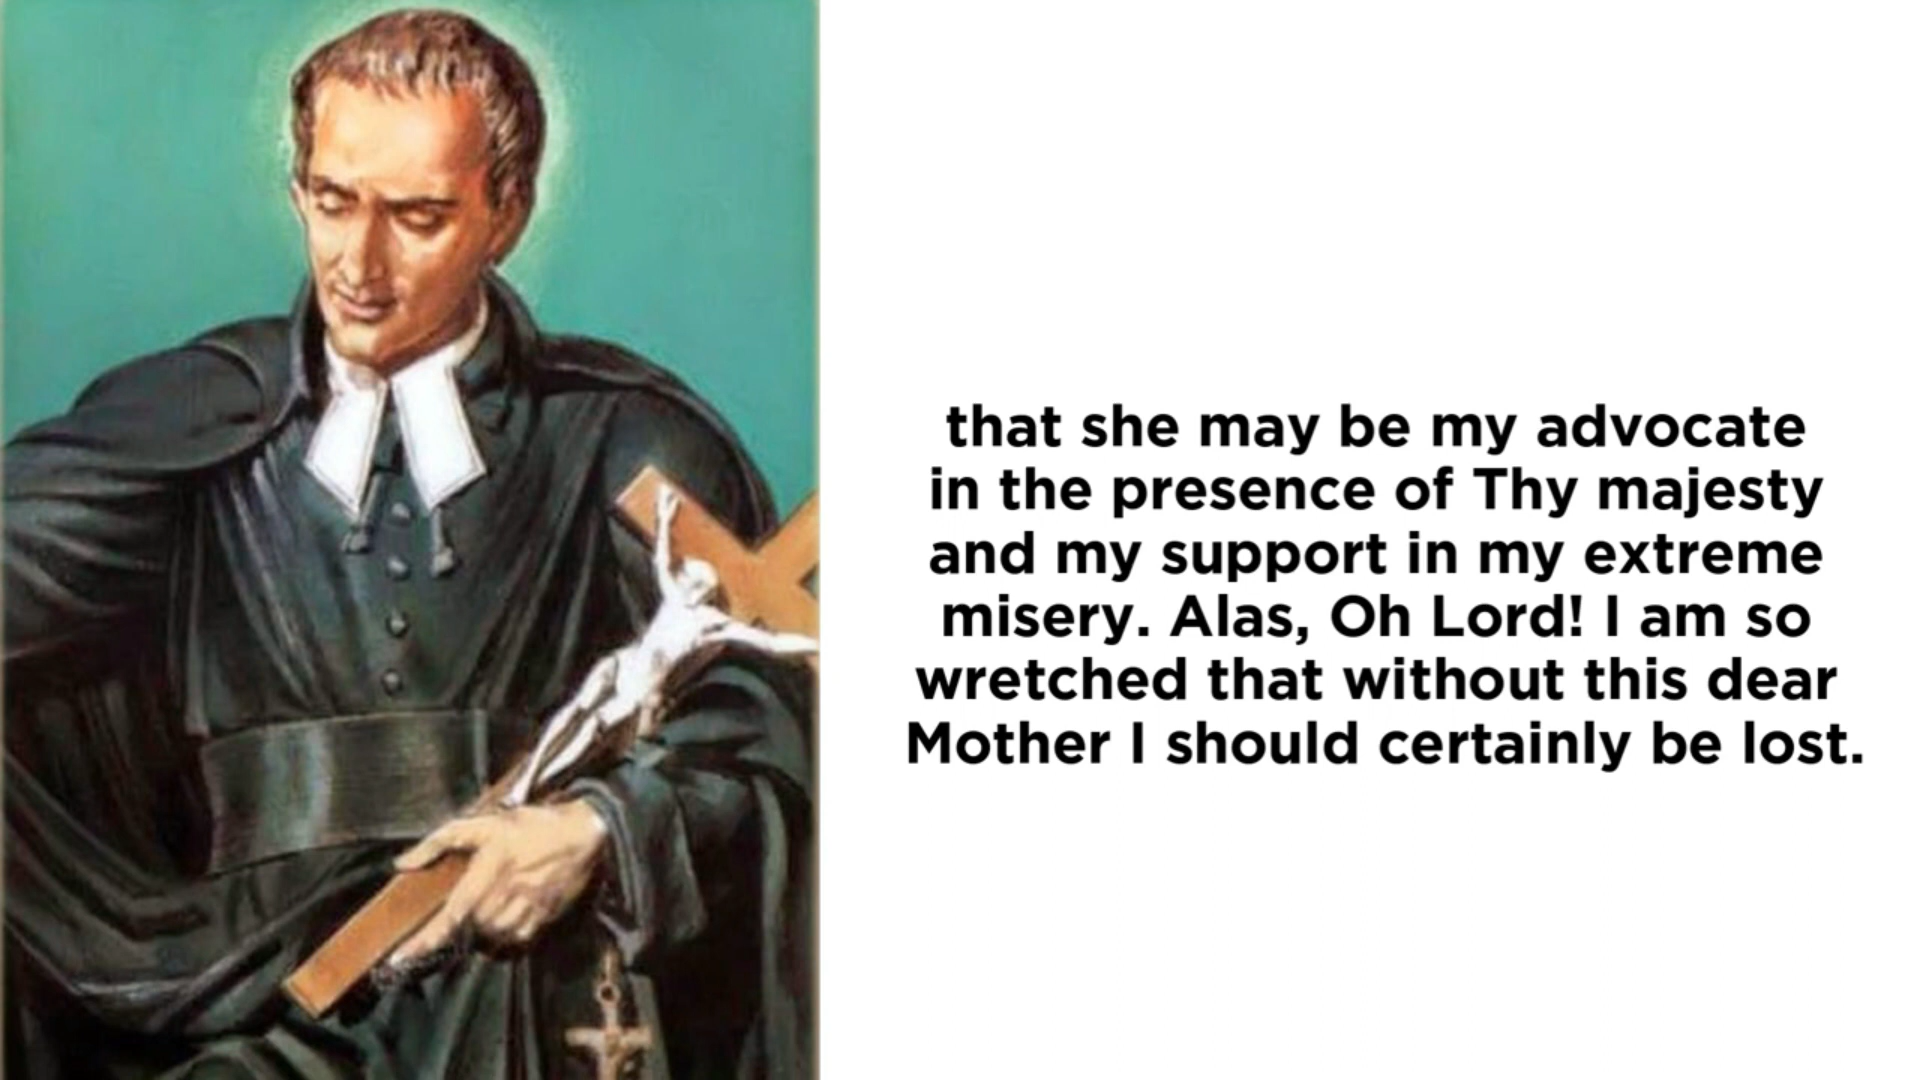 that she may be my advocate
in the presence of Thy majesty
and my support in my extreme
misery. Alas, Oh Lord! I am so
wretched that without this dear
Mother I should certainly be lost.